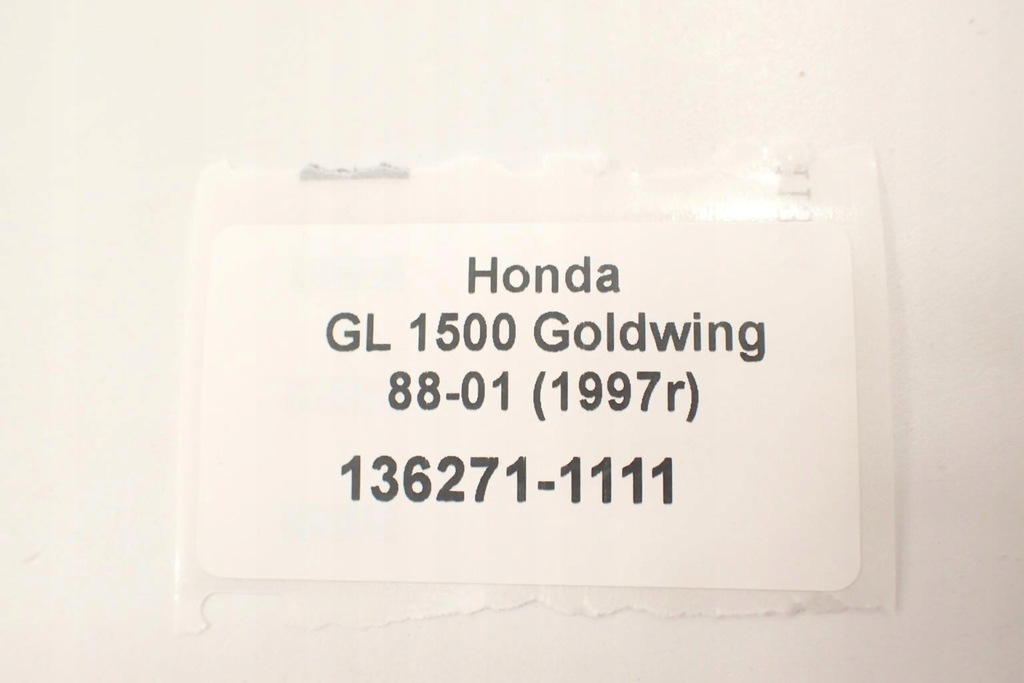 Honda
GL 1500 Goldwing
88-01 (1997r)
136271-1111